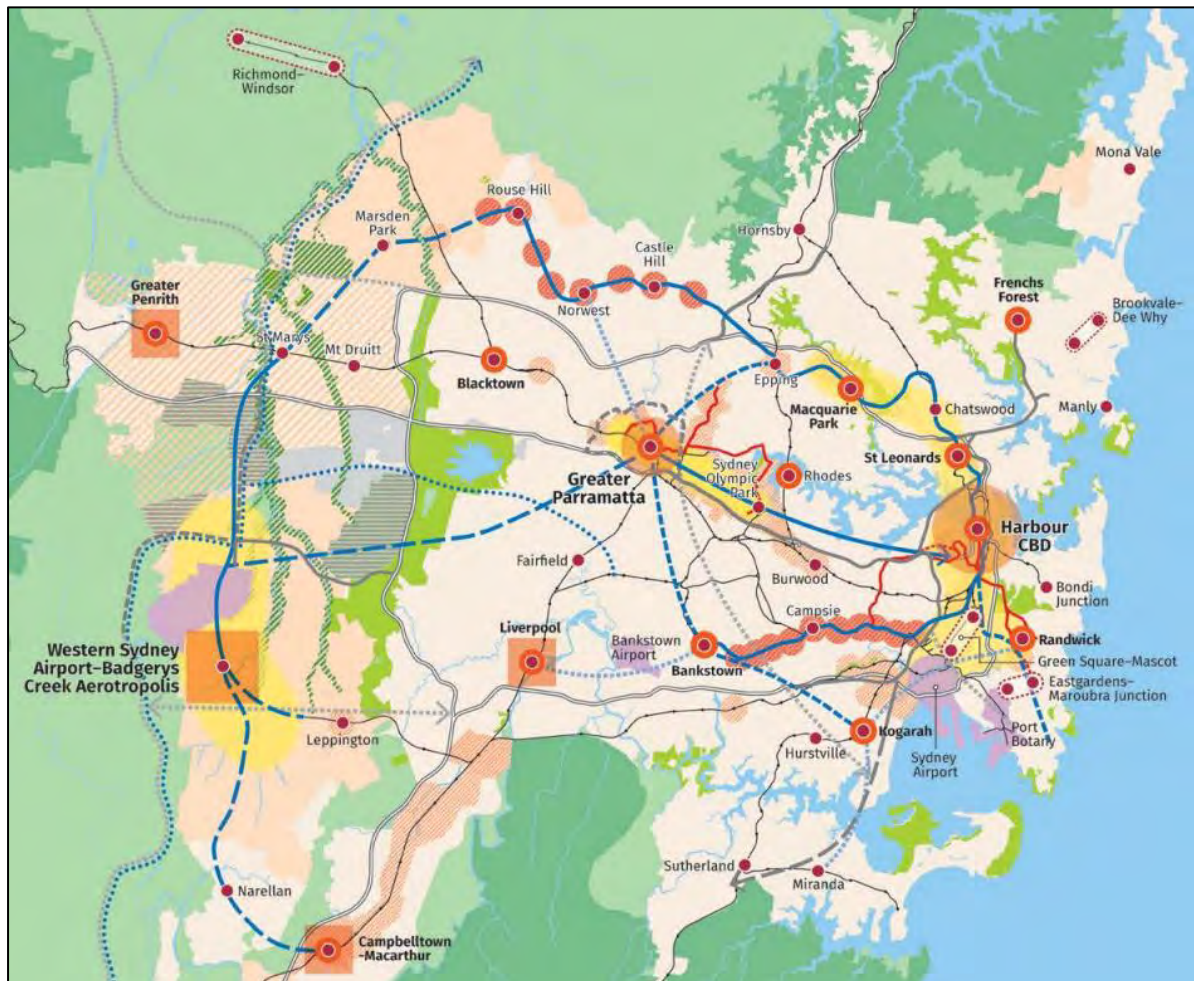 Richmond–
Windsor
Mona Vale
Rouse Hill
Marsden
Park
Hornsby
Castle
Hill
Greater
Penrith
Frenchs
Forest
Norwest
Brookvale–
Dee Why
St Marys
Mt Druitt
Blacktown
Epping
Macquarie
Park
Chatswood
Manly
St Leonards
Greater
Parramatta
Sydney
Olympic
Park
Rhodes
Harbour
CBD
Fairfield
Burwood
Bondi
Junction
Campsie
Liverpool
Bankstown
Airport
Bankstown
Randwick
Western Sydney
Airport–Badgerys
Creek Aerotropolis
Green Square–Mascot
Eastgardens–
Maroubra Junction
Leppington
Kogarah
Hurstville
Port
Botany
Sydney
Airport
Sutherland
Miranda
Narellan
Campbelltown
-Macarthur